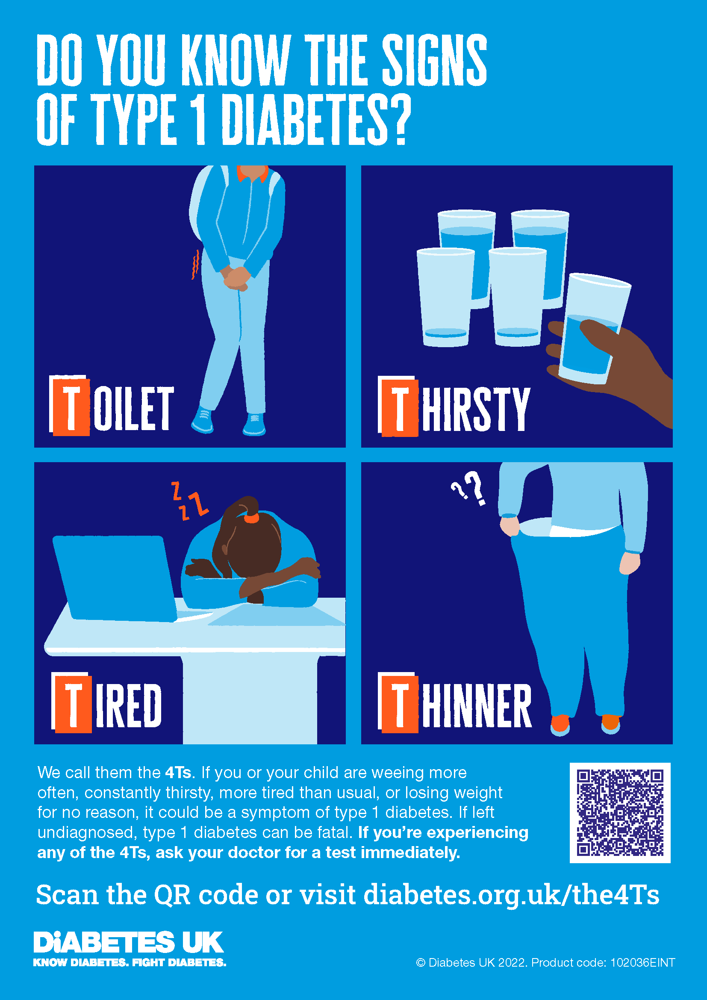 DO YOU KNOW THE SIGNS
OF TYPE 1 DIABETES?
TOILET
THIRSTY
Z
Z
Z
TIRED
??
THINNER
We call them the 4Ts. If you or your child are weeing more
often, constantly thirsty, more tired than usual, or losing weight
for no reason, it could be a symptom of type 1 diabetes. If left
undiagnosed, type 1 diabetes can be fatal. If you’re experiencing
any of the 4Ts, ask your doctor for a test immediately.
Scan the QR code or visit diabetes.org.uk/the4Ts
DiABETES UK
KNOW DIABETES. FIGHT DIABETES.
© Diabetes UK 2022. Product code: 102036EINT